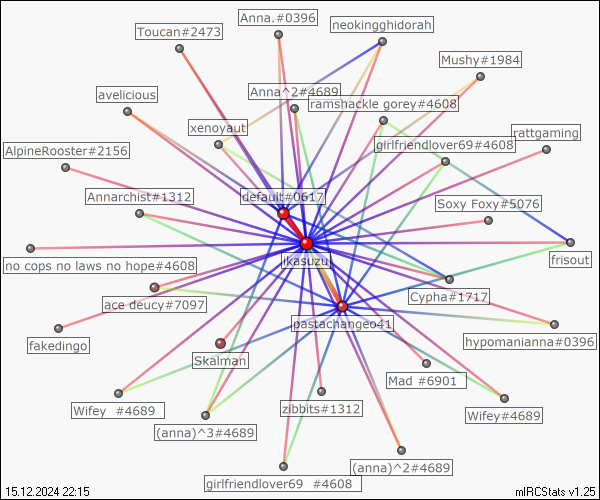 Anna.#0396
Toucan#2473
neokingghidorah
Mushy#1984
Anna^2#4689
avelicious
ramshackle gorey#4608
xenoyaut
rattgaming
girlfriendlover69#4608
AlpineRooster#2156
Annarchist#1312
default#0617
Soxy Foxy#5076
ikasuzu
frisout
no cops no laws no hope#4608
Cypha#1717
ace deucy#7097
pastachangeo41
hypomanianna#0396
fakedingo
Skalman
Mad #6901
Wifey #4689
zibbits#1312
Wifey#4689
(anna)^3#4689
(anna)^2#4689
girlfriendlover69 #4608
15.12.2024 22:15
mIRCStats v1.25